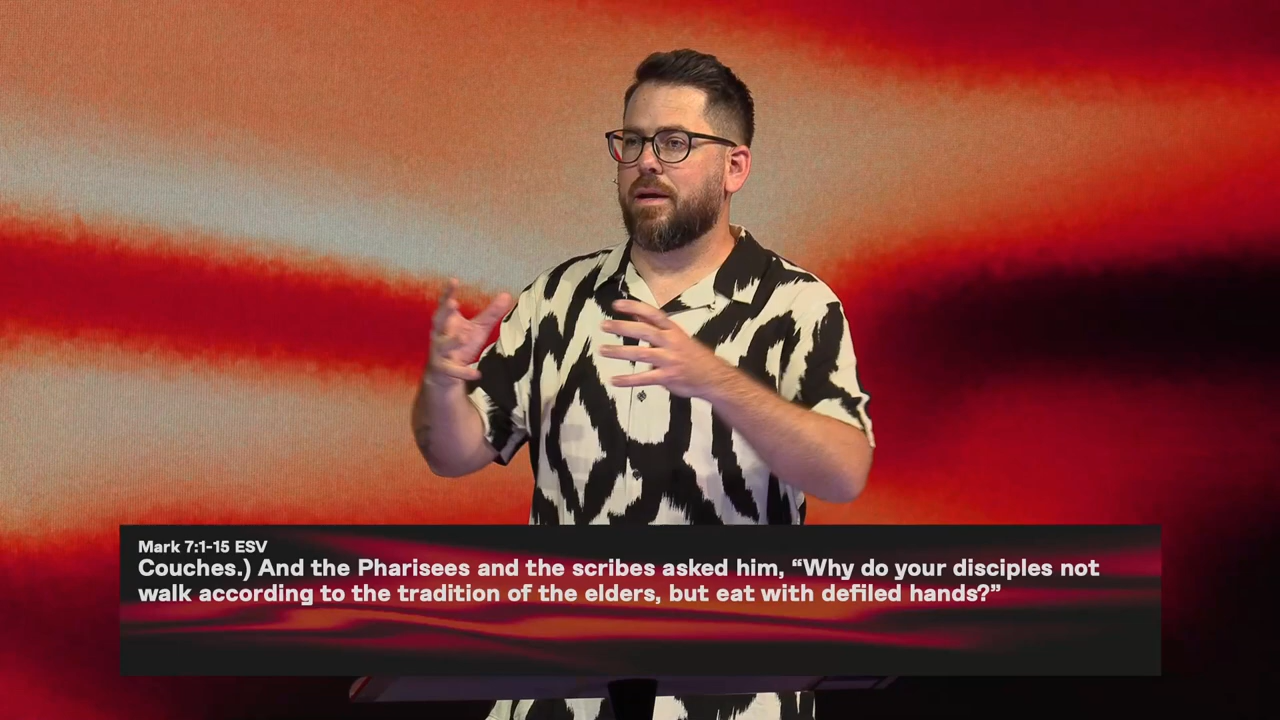 Mark 7:1-15 ESV
Couches.) And the Pharisees and the scribes asked him, “Why do your disciples not
walk according to the tradition of the elders, but eat with defiled hands?”